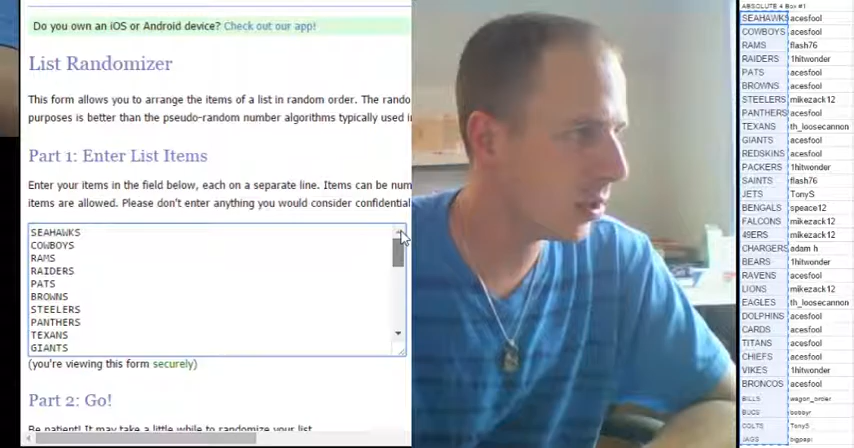 Do you own an iOS or Android device? Check out our app!
List Randomizer
This form allows you to arrange the items of a list in random order. The rando
purposes is better than the pseudo-random number algorithms typically used i
Part 1: Enter List Items
Enter your items in the field below, each on a separate line. Items can be num
items are allowed. Please don't enter anything you would consider confidential
SEAHAWKS
COWBOYS
RAMS
RAIDERS
PATS
BROWNS
STEELERS
PANTHERS
TEXANS
GIANTS
(you're viewing this form securely)
Part 2: Go!
Be patient! It may take a little while to randomize your list
ABSOLUTE 4 Box #1
SEAHAWKS acesfool
COWBOYS acesfool
RAMS flash76
RAIDERS 1hitwonder
PATS acesfool
BROWNS acesfool
STEELERS mikezack12
PANTHERS acesfool
TEXANS th_loosecannon
GIANTS acesfool
REDSKINS acesfool
PACKERS 1hitwonder
SAINTS flash76
JETS TonyS
BENGALS speace12
FALCONS mikezack12
49ERS mikezack12
CHARGERS adam h
BEARS 1hitwonder
RAVENS acesfool
LIONS mikezack12
EAGLES th_loosecannon
DOLPHINS acesfool
CARDS acesfool
TITANS acesfool
CHIEFS acesfool
VIKES 1hitwonder
BRONCOS acesfool
BILLS wagon_order
BUCS
COLTS TonyS
JAGS